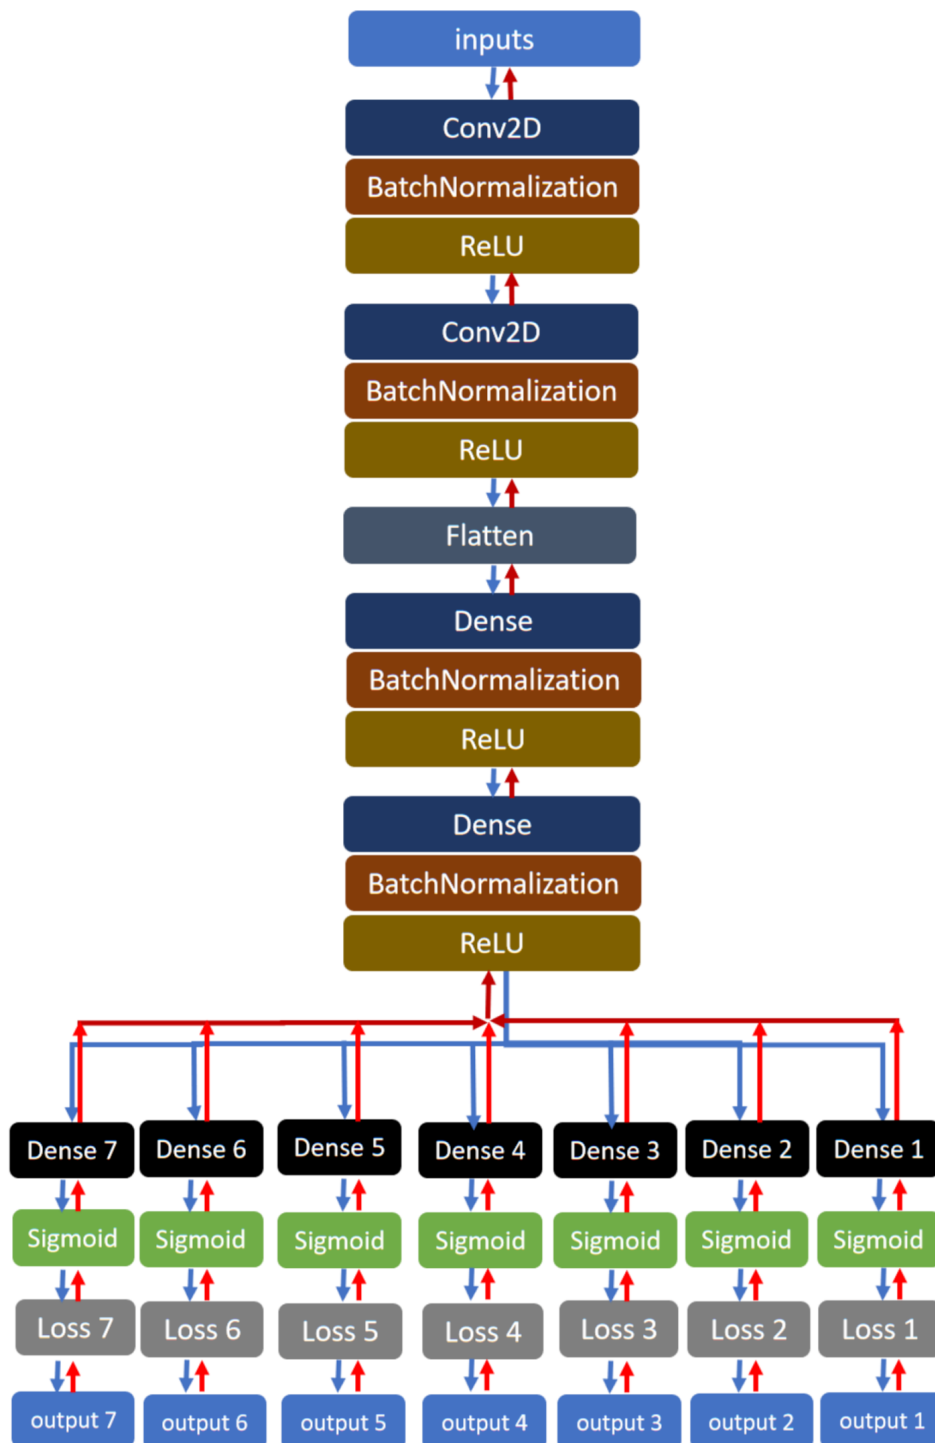 inputs
Conv2D
BatchNormalization
ReLU
Conv2D
BatchNormalization
ReLU
Flatten
Dense
BatchNormalization
ReLU
Dense
BatchNormalization
ReLU
Dense 7 Dense 6 Dense 5 Dense 4 Dense 3 Dense 2 Dense 1
Sigmoid Sigmoid Sigmoid Sigmoid Sigmoid Sigmoid Sigmoid
Loss 7 Loss 6 Loss 5 Loss 4 Loss 3 Loss 2 Loss 1
output 7 output 6 output 5 output 4 output 3 output 2 output 1